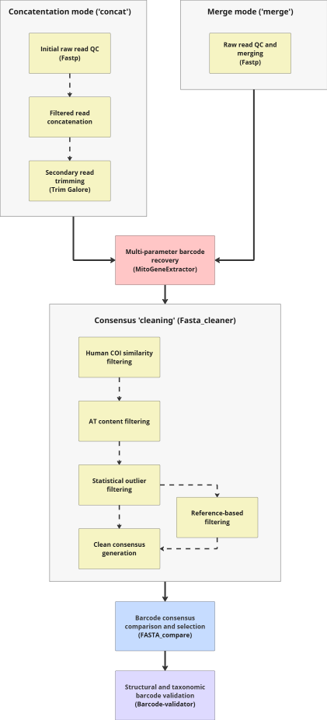 Concatentation mode ('concat')
Initial raw read QC
(Fastp)
Filtered read
concatenation
Secondary read
trimming
(Trim Galore)
Merge mode ('merge')
Raw read QC and
merging
(Fastp)
Multi-parameter barcode
recovery
(MitoGeneExtractor)
Consensus 'cleaning' (Fasta_cleaner)
Human COI similarity
filtering
AT content filtering
Statistical outlier
filtering
Reference-based
filtering
Clean consensus
generation
Barcode consensus
comparison and selection
(FASTA_compare)
Structural and taxonomic
barcode validation
(Barcode-validator)